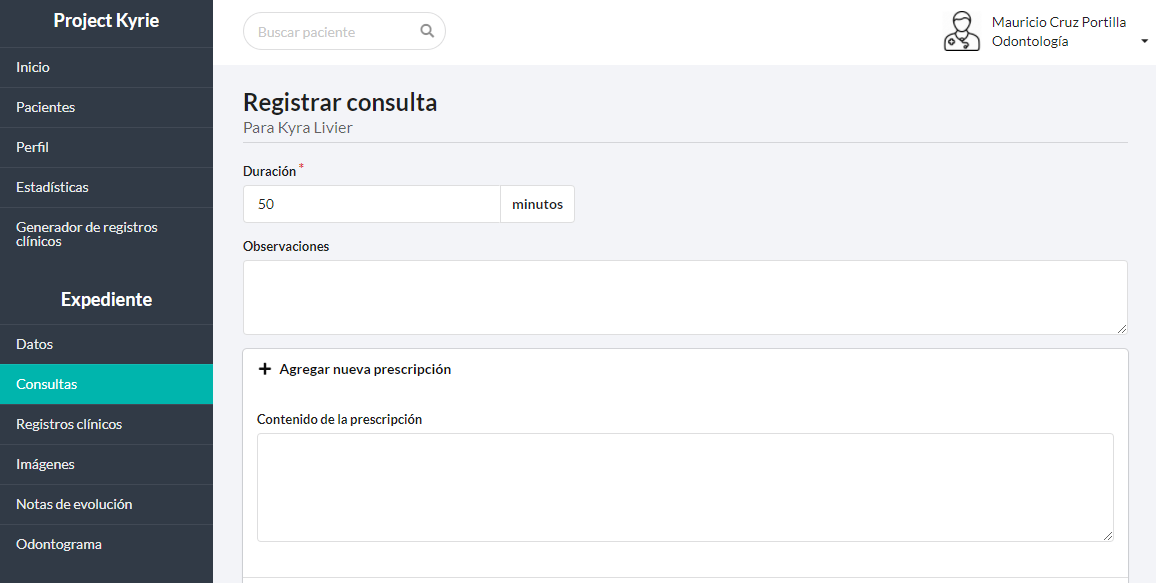 Project Kyrie
Inicio
Pacientes
Perfil
Estadísticas
Generador de registros
clínicos
Expediente
Datos
Consultas
Registros clínicos
Imágenes
Notas de evolución
Odontograma
Buscar paciente
Mauricio Cruz Portilla
Odontología
Registrar consulta
Para Kyra Livier
Duración *
50 minutos
Observaciones
+ Agregar nueva prescripción
Contenido de la prescripción